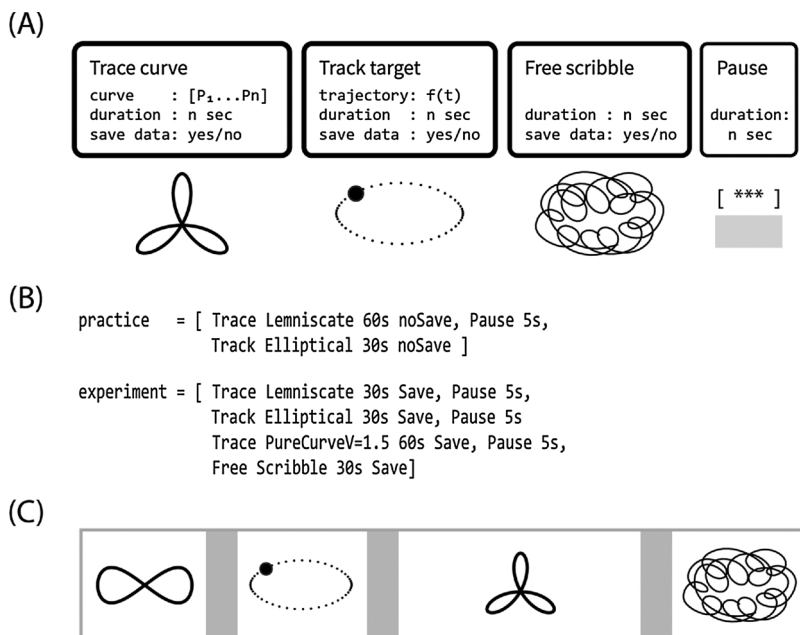 (A)
Trace curve
curve : [P₁...Pn]
duration : n sec
save data : yes/no
Track target
trajectory: f(t)
duration : n sec
save data : yes/no
Free scribble
duration : n sec
save data: yes/no
Pause
duration:
n sec
[ *** ]
(B)
practice = [ Trace Lemniscate 60s noSave, Pause 5s,
Track Elliptical 30s noSave ]
experiment = [ Trace Lemniscate 30s Save, Pause 5s,
Track Elliptical 30s Save, Pause 5s
Trace PureCurveV=1.5 60s Save, Pause 5s,
Free Scribble 30s Save]
(C)